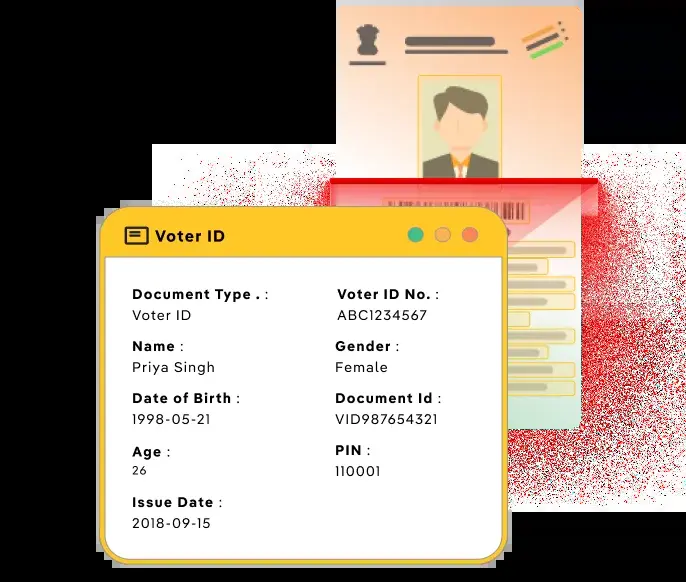 Voter ID
Document Type . :
Voter ID
Voter ID No. :
ABC1234567
Name :
Priya Singh
Gender :
Female
Date of Birth :
1998-05-21
Document Id :
VID987654321
Age :
26
PIN :
110001
Issue Date :
2018-09-15